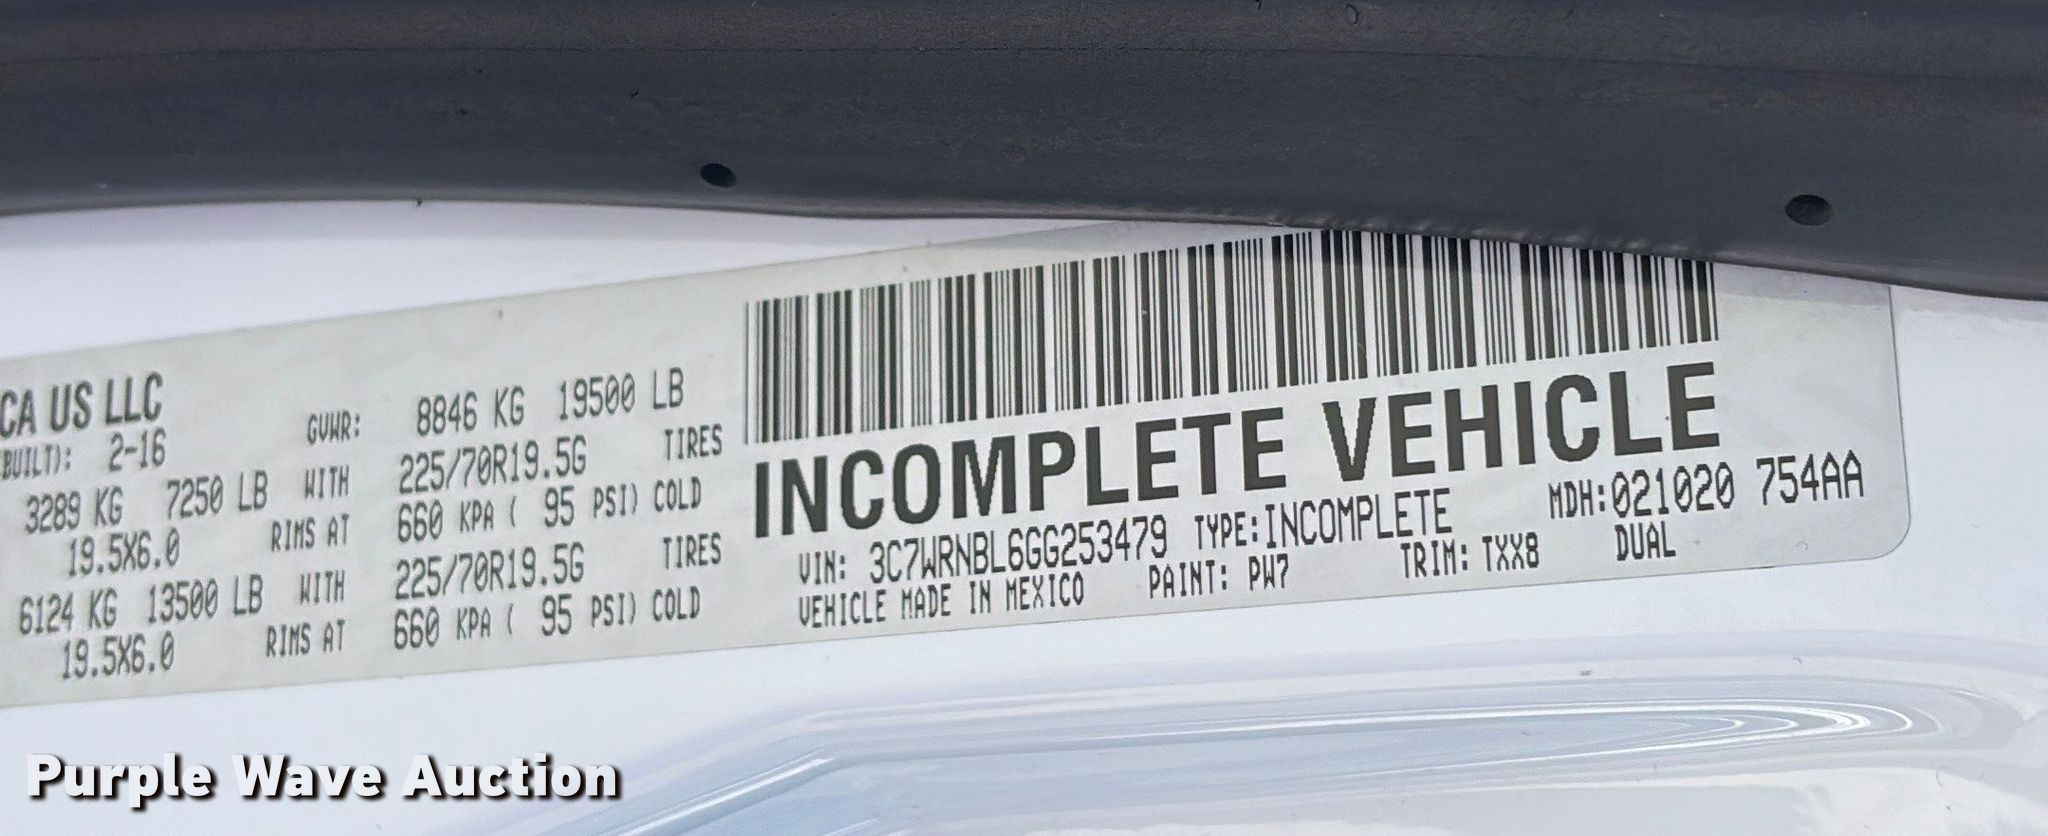 CA US LLC
BUILT): 2-16
GVWR: 8846 KG 19500 LB
3289 KG 7250 LB WITH 225/70R19.5G TIRES
19.5X6.0 RIMS AT 660 KPA ( 95 PSI) COLD
6124 KG 13500 LB WITH 225/70R19.5G TIRES
19.5X6.0 RIMS AT 660 KPA ( 95 PSI) COLD
INCOMPLETE VEHICLE
VIN: 3C7WRNBL6GG253479 TYPE:INCOMPLETE MDH:021020 754AA
VEHICLE MADE IN MEXICO PAINT: PW7 TRIM: TXX8 DUAL
Purple Wave Auction